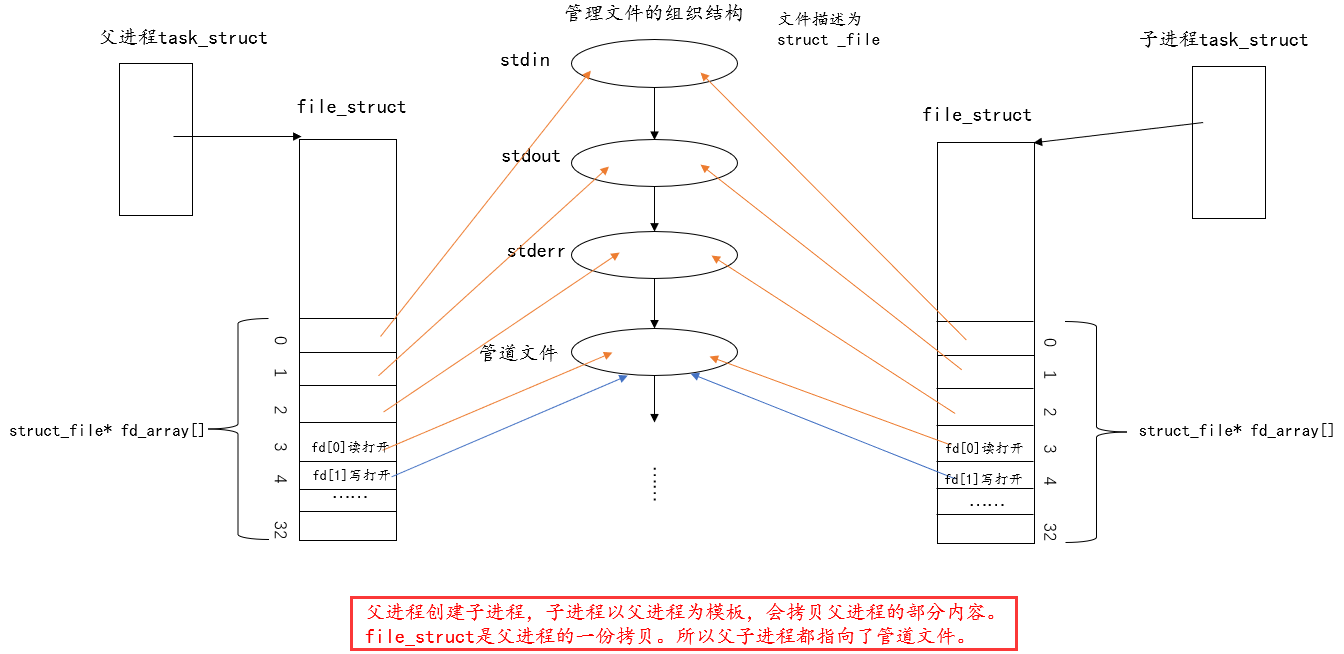 管理文件的组织结构
文件描述为
struct _file
父进程task_struct
子进程task_struct
stdin
file_struct
file_struct
stdout
stderr
管道文件
0
1
2
3
4
32
struct_file* fd_array[]
fd[0]读打开
fd[1]写打开
……
……
fd[0]读打开
fd[1]写打开
……
0
1
2
3
4
32
struct_file* fd_array[]
父进程创建子进程，子进程以父进程为模板，会拷贝父进程的部分内容。
file_struct是父进程的一份拷贝。所以父子进程都指向了管道文件。